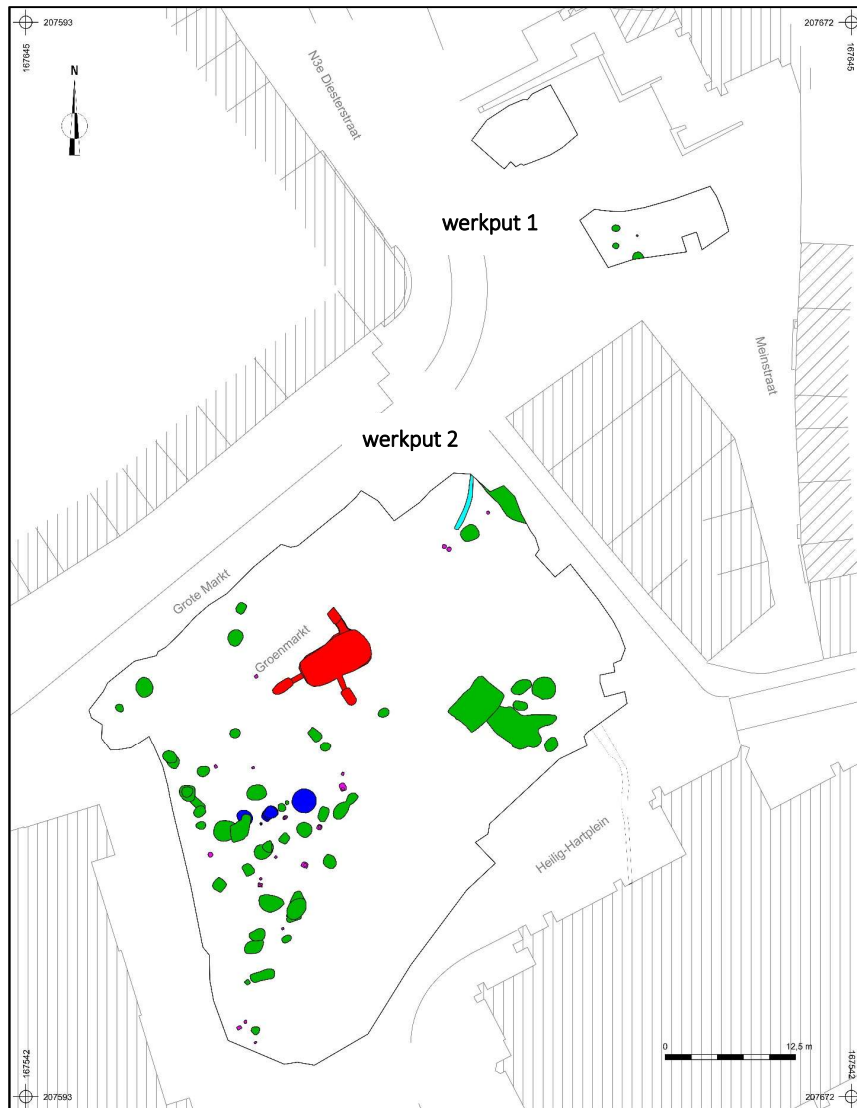 207593
207672
167645
167645
N3e Diesterstraat
N
werkput 1
Meinstraat
werkput 2
Grote Markt
Groenmarkt
Heilig-Hartplein
0
12,5 m
167542
167542
207593
207672